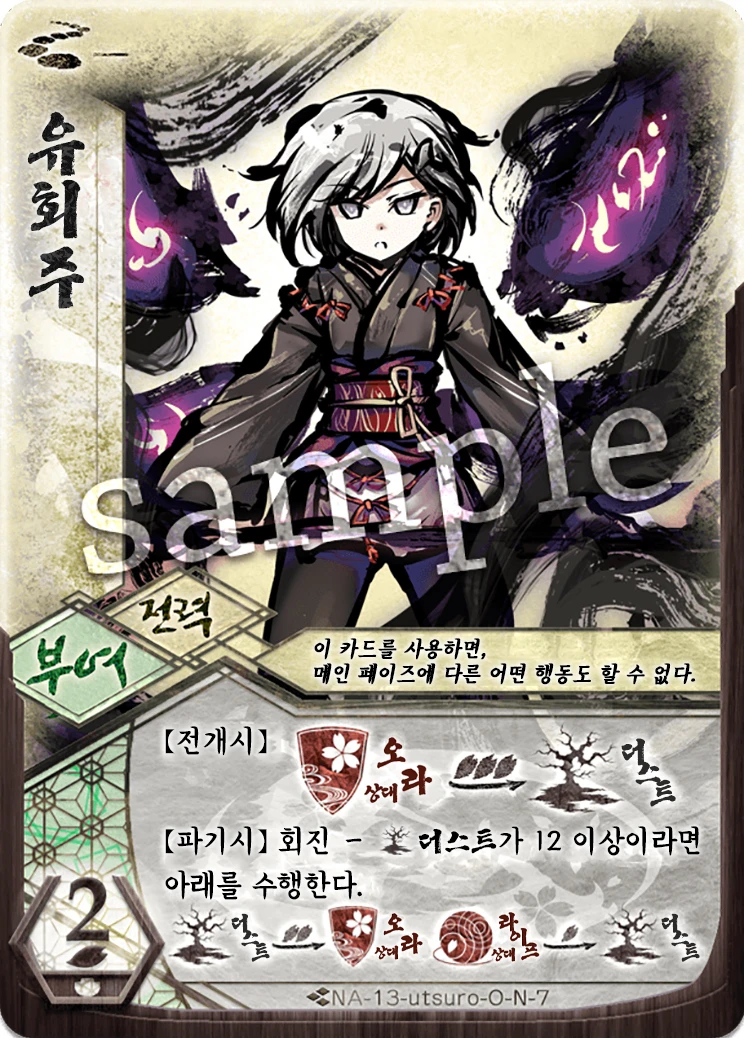 유회주
sample
전력
부여
이 카드를 사용하면,
메인 페이즈에 다른 어떤 행동도 할 수 없다.
【전개시】 상대 오라 더스트
【파기시】 회진 - 더스트가 12 이상이라면
아래를 수행한다.
더스트 상대 오라 상대 라이프 더스트
2
NA-13-utsuro-O-N-7